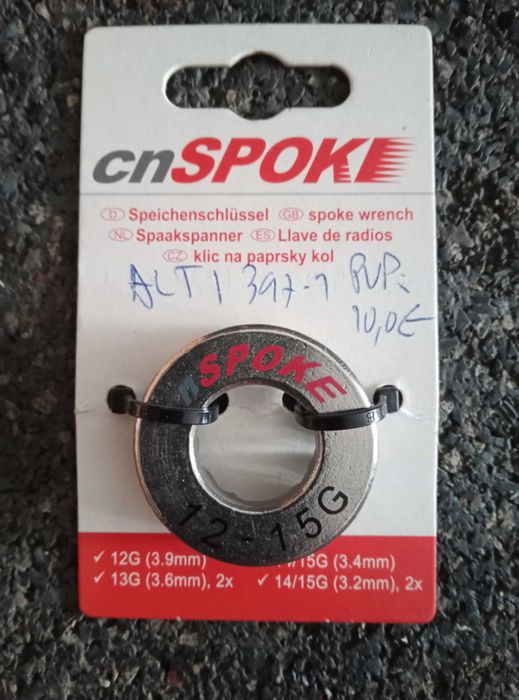 cnSPOKE
D Speichenschlüssel GB spoke wrench
NL Spaakspanner ES Llave de radios
CZ klic na paprsky kol
ALT1 397-1 PVP:
10,0€
SPOKE
12-15G
✓ 12G (3.9mm) /15G (3.4mm)
✓ 13G (3.6mm), 2x ✓ 14/15G (3.2mm), 2x